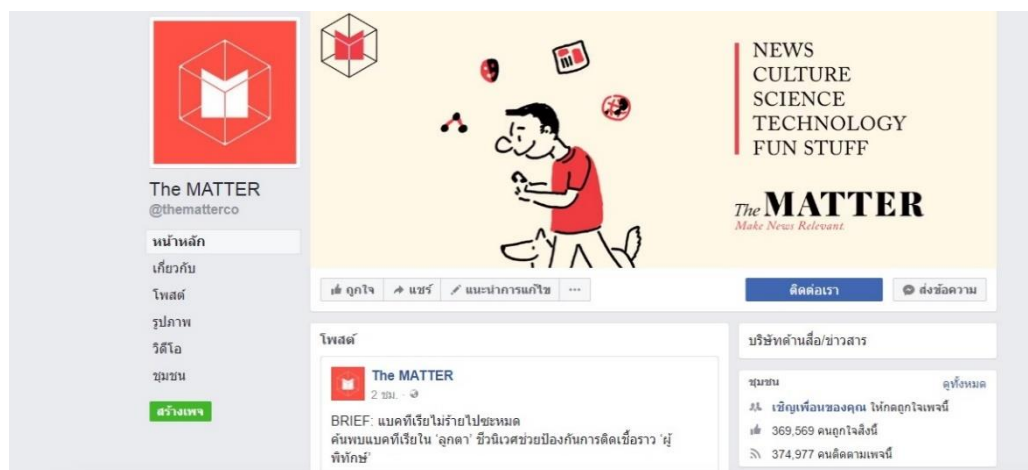 NEWS
CULTURE
SCIENCE
TECHNOLOGY
FUN STUFF
The MATTER
Make News Relevant
The MATTER
@thematterco
หน้าหลัก
เกี่ยวกับ
โพสต์
รูปภาพ
วิดีโอ
ชุมชน
สร้างเพจ
ถูกใจ แชร์ แนะนำการแก้ไข ...
ติดต่อเรา ส่งข้อความ
โพสต์
The MATTER
2 ชม.
BRIEF: แบคทีเรียไม่ร้ายไปซะหมด
ค้นพบแบคทีเรียใน 'ลูกตา' ชีวนิเวศช่วยป้องกันการติดเชื้อราว 'ผู้
พิทักษ์'
บริษัทด้านสื่อ/ข่าวสาร
ชุมชน ดูทั้งหมด
เชิญเพื่อนของคุณ ให้กดถูกใจเพจนี้
369,569 คนถูกใจสิ่งนี้
374,977 คนติดตามเพจนี้